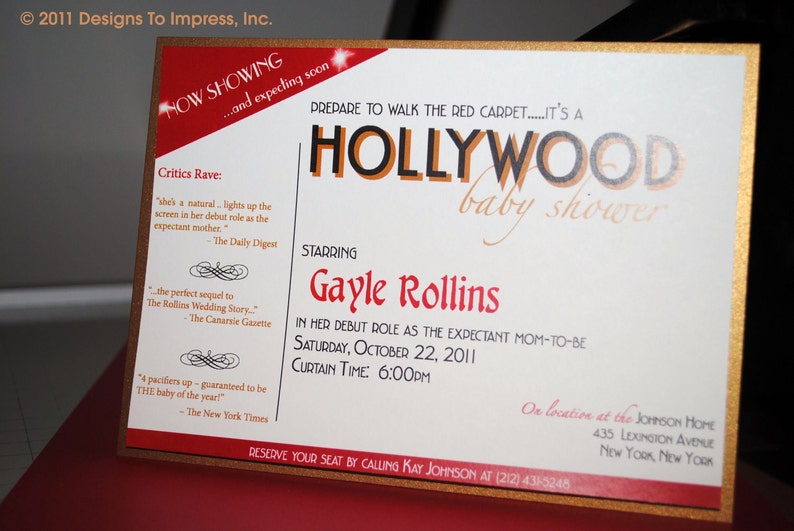 © 2011 Designs To Impress, Inc.
NOW SHOWING
...and expecting soon
PREPARE TO WALK THE RED CARPET.....IT'S A
HOLLYWOOD
baby shower
Critics Rave:
"she's a natural .. lights up the
screen in her debut role as the
expectant mother. "
- The Daily Digest
"...the perfect sequel to
The Rollins Wedding Story..."
- The Canarsie Gazette
"4 pacifiers up – guaranteed to be
THE baby of the year!"
~ The New York Times
STARRING
Gayle Rollins
IN HER DEBUT ROLE AS THE EXPECTANT MOM-TO-BE
SATURDAY, OCTOBER 22, 2011
CURTAIN TIME: 6:00PM
On location at the JOHNSON HOME
435 LEXINGTON AVENUE
NEW YORK, NEW YORK
RESERVE YOUR SEAT BY CALLING KAY JOHNSON AT (212) 431-5248